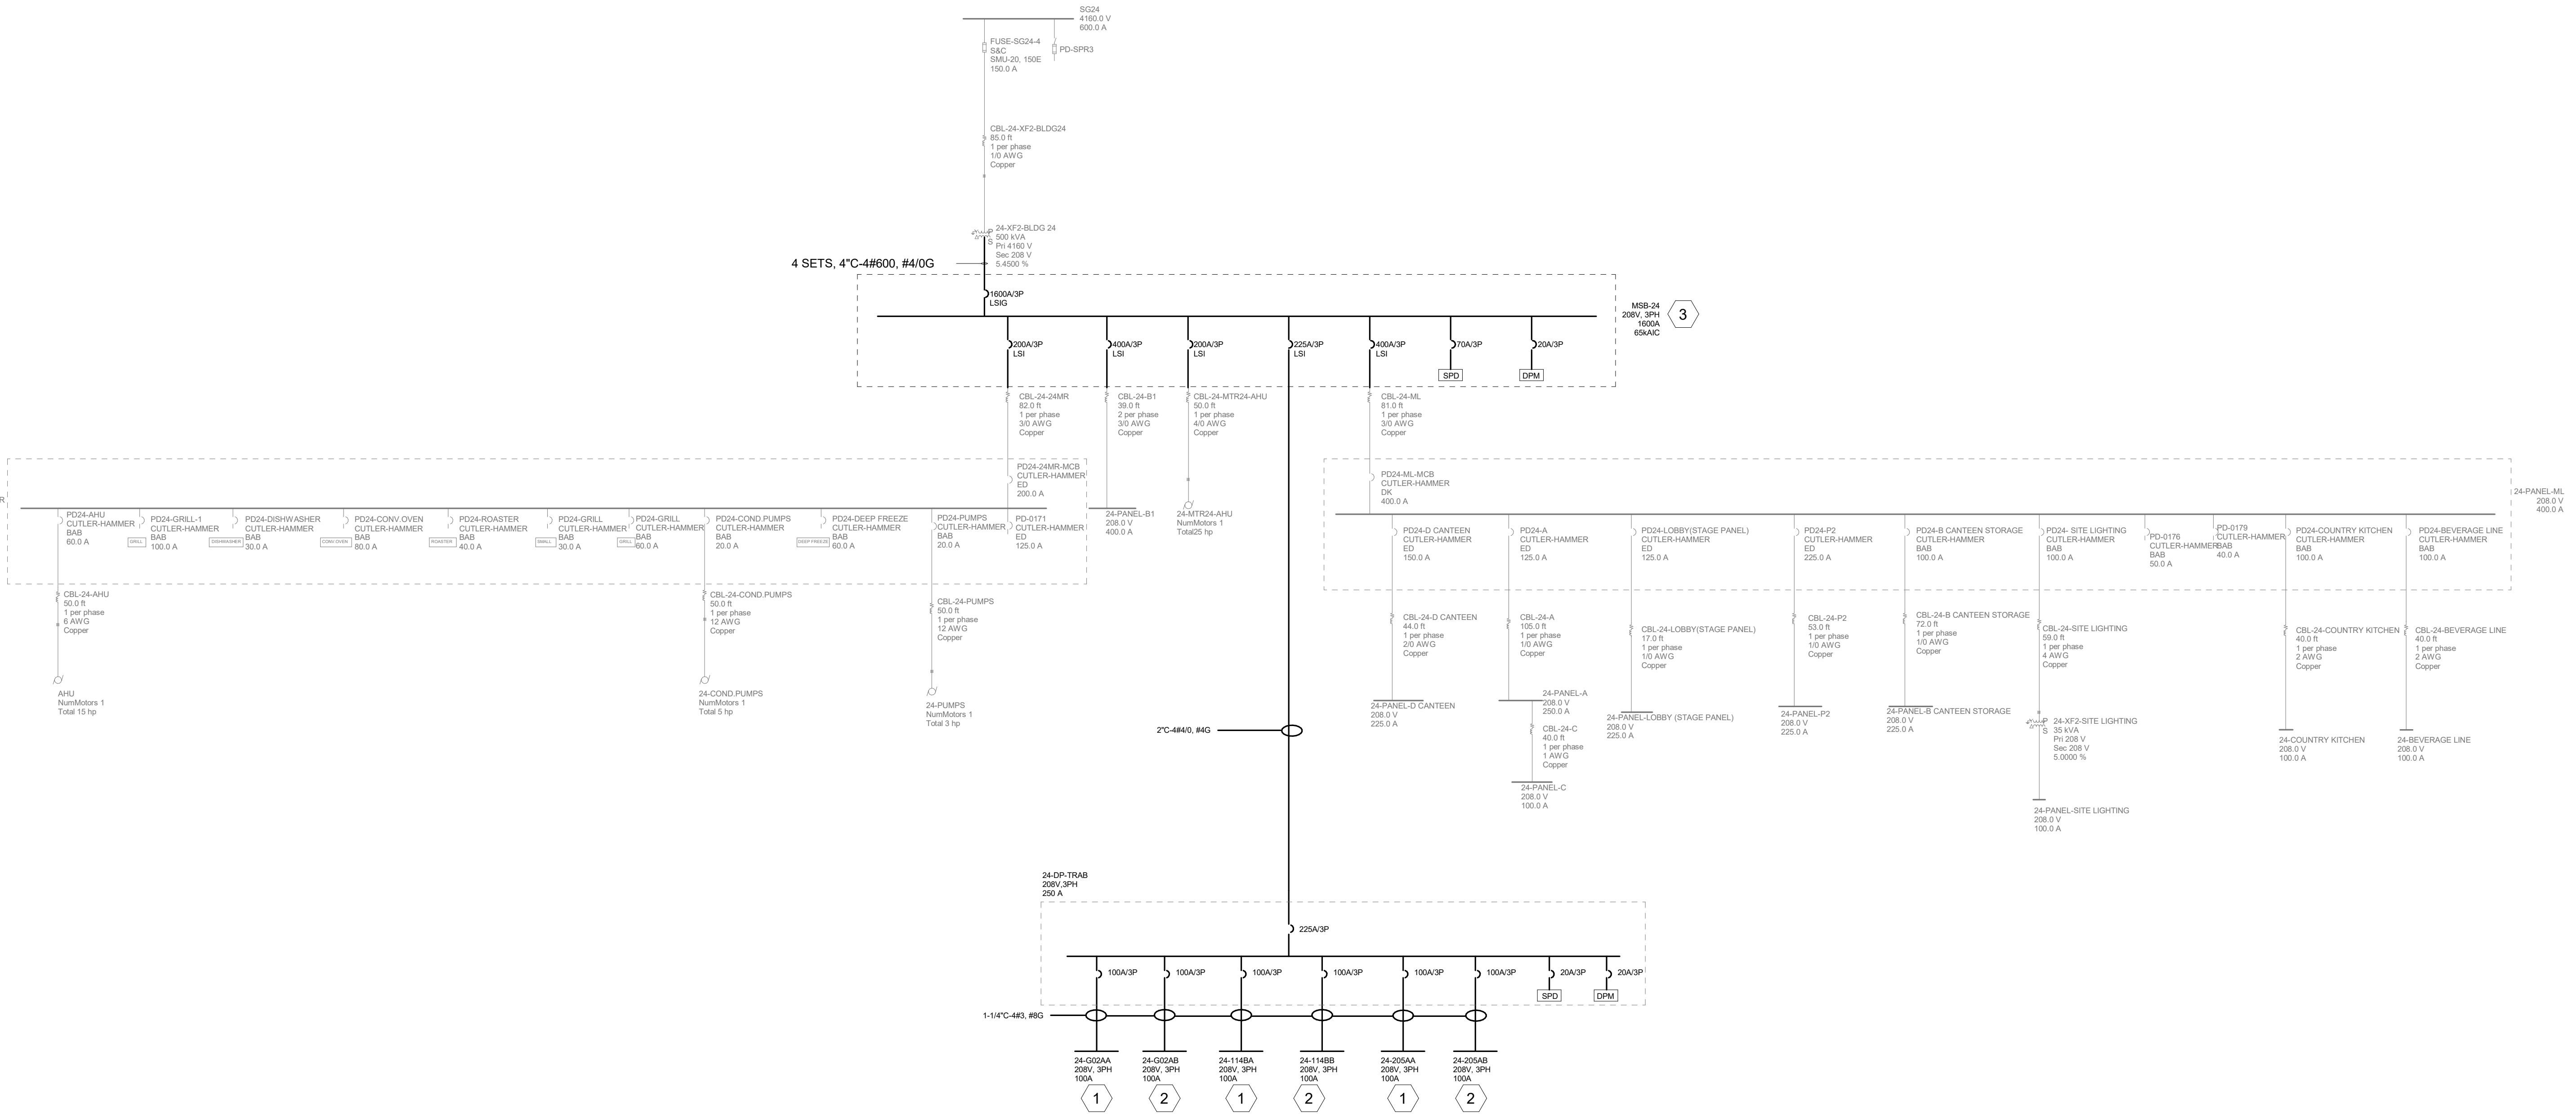 SG24
4160.0 V
600.0 A
FUSE-SG24-4
S&C
SMU-20, 150E
150.0 A
PD-SPR3
CBL-24-XF2-BLDG24
85.0 ft
1 per phase
1/0 AWG
Copper
24-XF2-BLDG 24
500 kVA
Pri 4160 V
Sec 208 V
5.4500 %
P
S
4 SETS, 4"C-4#600, #4/0G
1600A/3P
LSIG
MSB-24
208V, 3PH
1600A
65kAIC
3
200A/3P
LSI
400A/3P
LSI
200A/3P
LSI
225A/3P
LSI
400A/3P
LSI
70A/3P
SPD
20A/3P
DPM
CBL-24-24MR
82.0 ft
1 per phase
3/0 AWG
Copper
CBL-24-B1
39.0 ft
2 per phase
3/0 AWG
Copper
CBL-24-MTR24-AHU
50.0 ft
1 per phase
4/0 AWG
Copper
CBL-24-ML
81.0 ft
1 per phase
3/0 AWG
Copper
PD24-24MR-MCB
CUTLER-HAMMER
ED
200.0 A
PD24-ML-MCB
CUTLER-HAMMER
DK
400.0 A
R
24-PANEL-ML
208.0 V
400.0 A
PD24-AHU
CUTLER-HAMMER
BAB
60.0 A
PD24-GRILL-1
CUTLER-HAMMER
BAB
100.0 A
GRILL
PD24-DISHWASHER
CUTLER-HAMMER
BAB
30.0 A
DISHWASHER
PD24-CONV.OVEN
CUTLER-HAMMER
BAB
80.0 A
CONV.OVEN
PD24-ROASTER
CUTLER-HAMMER
BAB
40.0 A
ROASTER
PD24-GRILL
CUTLER-HAMMER
BAB
30.0 A
SMALL
PD24-GRILL
CUTLER-HAMMER
BAB
60.0 A
GRILL
PD24-COND.PUMPS
CUTLER-HAMMER
BAB
20.0 A
PD24-DEEP FREEZE
CUTLER-HAMMER
BAB
60.0 A
DEEP FREEZE
PD24-PUMPS
CUTLER-HAMMER
BAB
20.0 A
PD-0171
CUTLER-HAMMER
ED
125.0 A
24-PANEL-B1
208.0 V
400.0 A
24-MTR24-AHU
NumMotors 1
Total25 hp
PD24-D CANTEEN
CUTLER-HAMMER
ED
150.0 A
PD24-A
CUTLER-HAMMER
ED
125.0 A
PD24-LOBBY(STAGE PANEL)
CUTLER-HAMMER
ED
125.0 A
PD24-P2
CUTLER-HAMMER
ED
225.0 A
PD24-B CANTEEN STORAGE
CUTLER-HAMMER
BAB
100.0 A
PD24- SITE LIGHTING
CUTLER-HAMMER
BAB
100.0 A
PD-0176
CUTLER-HAMMER
BAB
50.0 A
PD-0179
CUTLER-HAMMER
BAB
40.0 A
PD24-COUNTRY KITCHEN
CUTLER-HAMMER
BAB
100.0 A
PD24-BEVERAGE LINE
CUTLER-HAMMER
BAB
100.0 A
CBL-24-AHU
50.0 ft
1 per phase
6 AWG
Copper
CBL-24-COND.PUMPS
50.0 ft
1 per phase
12 AWG
Copper
CBL-24-PUMPS
50.0 ft
1 per phase
12 AWG
Copper
CBL-24-D CANTEEN
44.0 ft
1 per phase
2/0 AWG
Copper
CBL-24-A
105.0 ft
1 per phase
1/0 AWG
Copper
CBL-24-LOBBY(STAGE PANEL)
17.0 ft
1 per phase
1/0 AWG
Copper
CBL-24-P2
53.0 ft
1 per phase
1/0 AWG
Copper
CBL-24-B CANTEEN STORAGE
72.0 ft
1 per phase
1/0 AWG
Copper
CBL-24-SITE LIGHTING
59.0 ft
1 per phase
4 AWG
Copper
CBL-24-COUNTRY KITCHEN
40.0 ft
1 per phase
2 AWG
Copper
CBL-24-BEVERAGE LINE
40.0 ft
1 per phase
2 AWG
Copper
AHU
NumMotors 1
Total 15 hp
24-COND.PUMPS
NumMotors 1
Total 5 hp
24-PUMPS
NumMotors 1
Total 3 hp
24-PANEL-D CANTEEN
208.0 V
225.0 A
24-PANEL-A
208.0 V
250.0 A
CBL-24-C
40.0 ft
1 per phase
1 AWG
Copper
24-PANEL-C
208.0 V
100.0 A
24-PANEL-LOBBY (STAGE PANEL)
208.0 V
225.0 A
24-PANEL-P2
208.0 V
225.0 A
24-PANEL-B CANTEEN STORAGE
208.0 V
225.0 A
P
S
24-XF2-SITE LIGHTING
35 kVA
Pri 208 V
Sec 208 V
5.0000 %
24-PANEL-SITE LIGHTING
208.0 V
100.0 A
24-COUNTRY KITCHEN
208.0 V
100.0 A
24-BEVERAGE LINE
208.0 V
100.0 A
2"C-4#4/0, #4G
24-DP-TRAB
208V,3PH
250 A
225A/3P
100A/3P
100A/3P
100A/3P
100A/3P
100A/3P
100A/3P
20A/3P
20A/3P
SPD
DPM
1-1/4"C-4#3, #8G
24-G02AA
208V, 3PH
100A
1
24-G02AB
208V, 3PH
100A
2
24-114BA
208V, 3PH
100A
1
24-114BB
208V, 3PH
100A
2
24-205AA
208V, 3PH
100A
1
24-205AB
208V, 3PH
100A
2